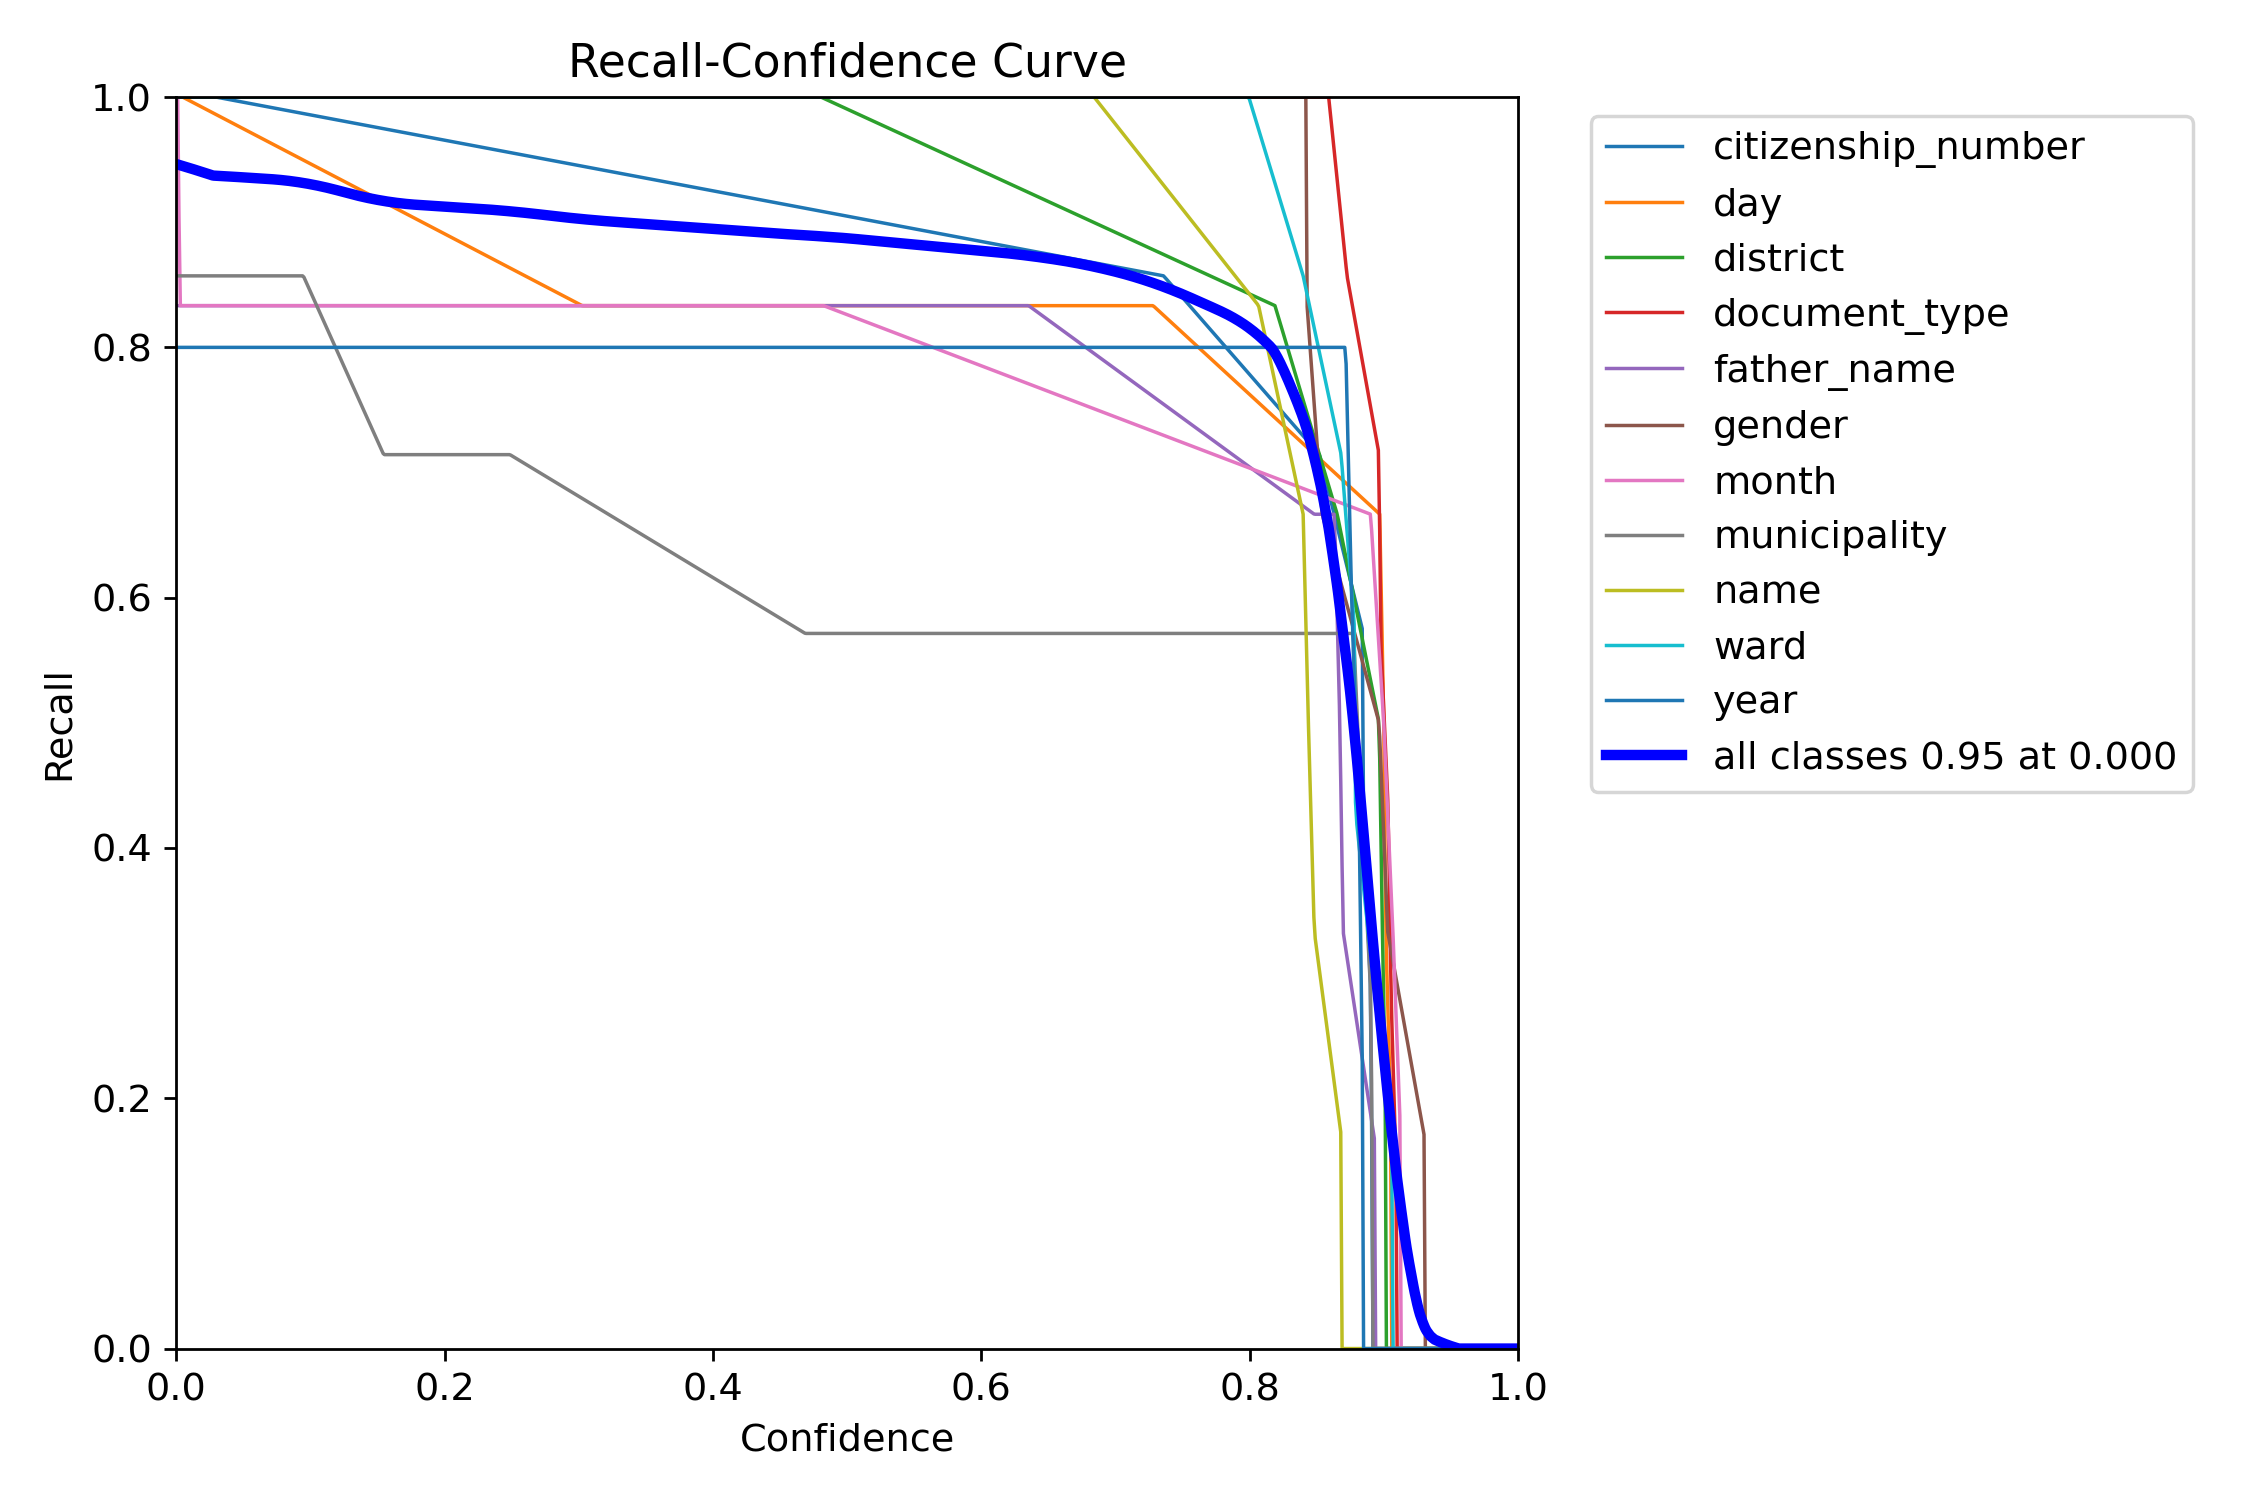 Recall-Confidence Curve
1.0
0.8
0.6
0.4
0.2
0.0
Recall
0.0 0.2 0.4 0.6 0.8 1.0
Confidence
citizenship_number
day
district
document_type
father_name
gender
month
municipality
name
ward
year
all classes 0.95 at 0.000